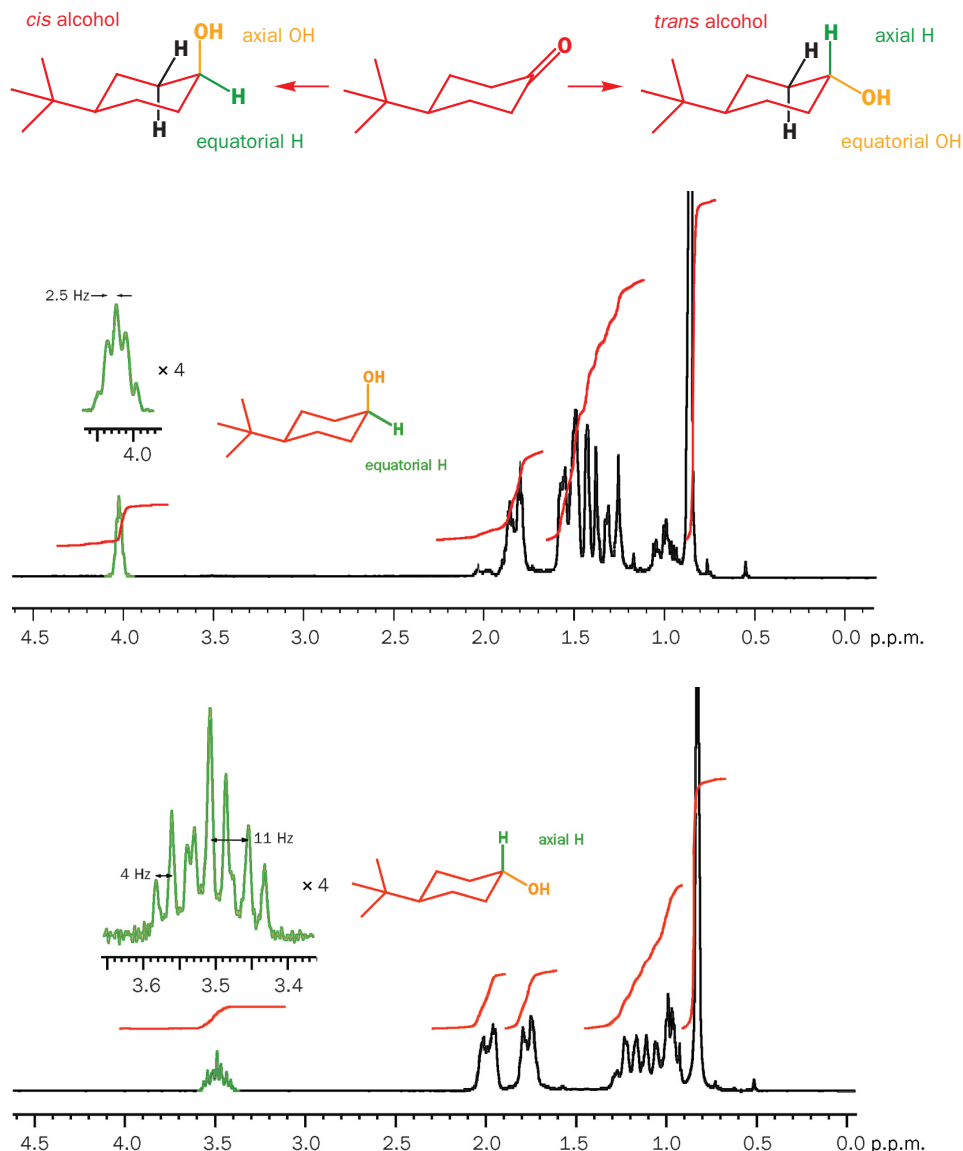 cis alcohol
OH
axial OH
H
H
H
equatorial H
O
trans alcohol
H
axial H
H
OH
H
equatorial OH
2.5 Hz
× 4
4.0
OH
H
equatorial H
4.5 4.0 3.5 3.0 2.5 2.0 1.5 1.0 0.5 0.0 p.p.m.
11 Hz
4 Hz
× 4
3.6 3.5 3.4
H
axial H
OH
4.5 4.0 3.5 3.0 2.5 2.0 1.5 1.0 0.5 0.0 p.p.m.